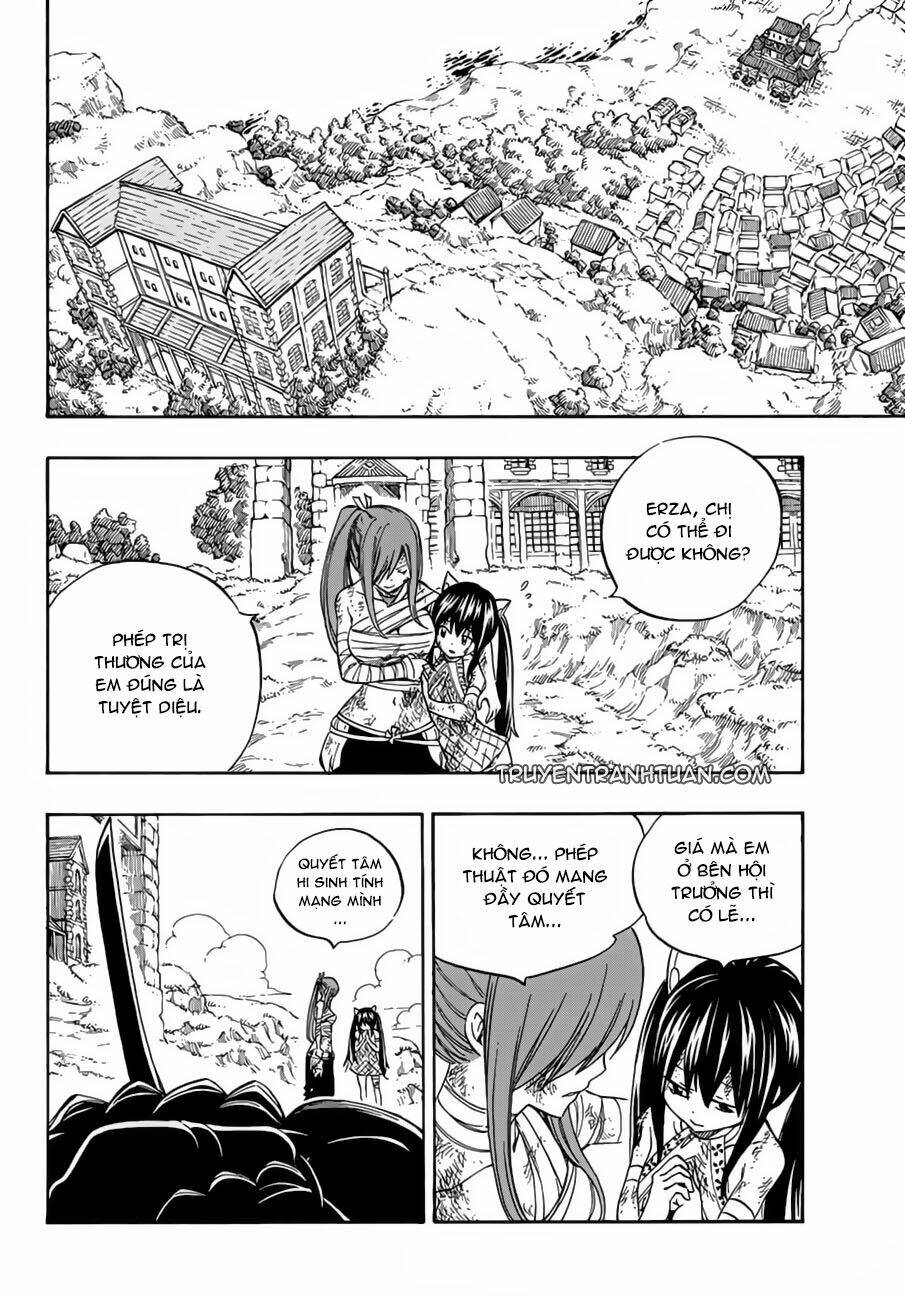 ERZA, CHỊ
CÓ THỂ ĐI
ĐƯỢC KHÔNG?
PHÉP TRỊ
THƯƠNG CỦA
EM ĐÚNG LÀ
TUYỆT DIỆU.
TRUYENTRANHTUAN.COM
GIÁ MÀ EM
Ở BÊN HỘI
TRƯỞNG THÌ
CÓ LẼ...
KHÔNG... PHÉP
THUẬT ĐÓ MANG
ĐẦY QUYẾT
TÂM...
QUYẾT TÂM
HI SINH TÍNH
MẠNG MÌNH
...